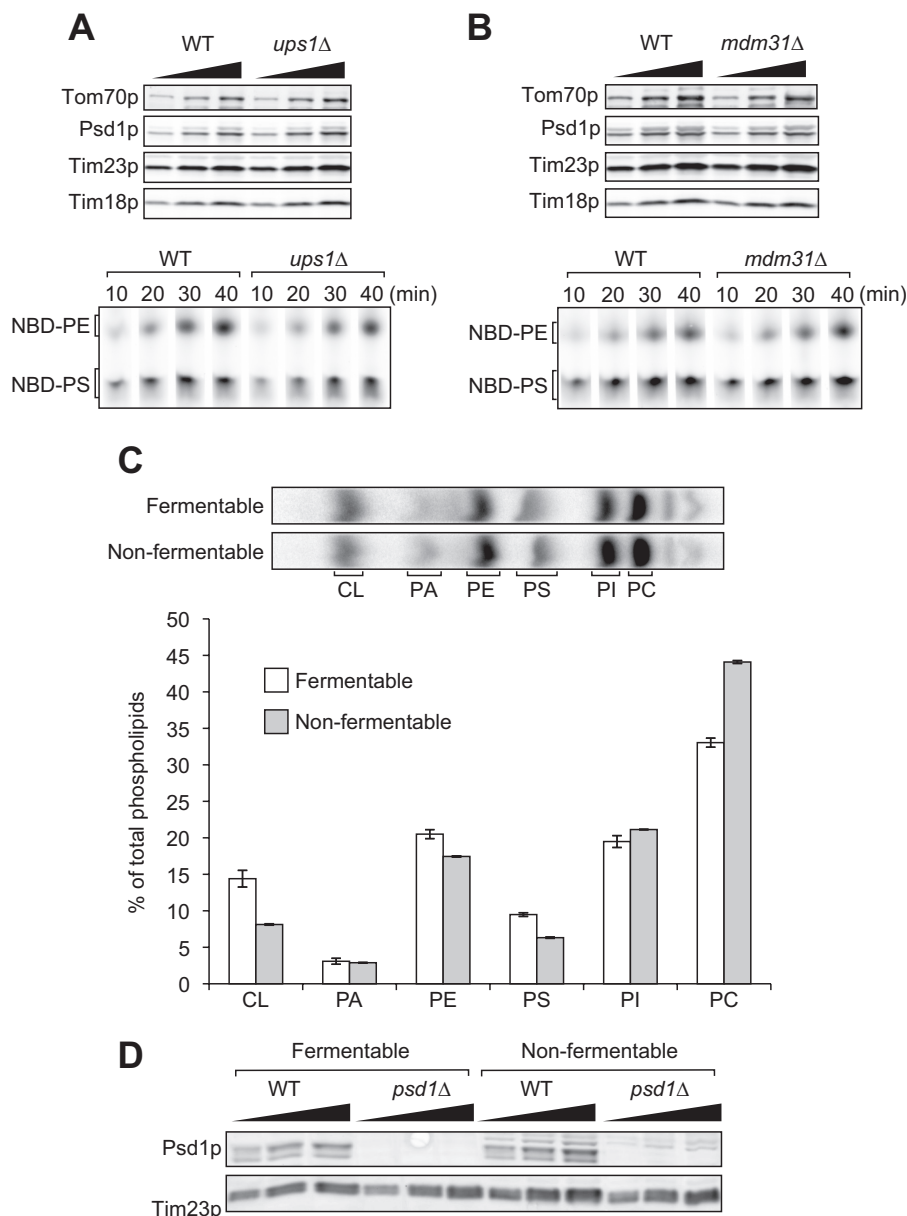 A
B
WT ups1Δ
WT mdm31Δ
Tom70p
Psd1p
Tim23p
Tim18p
Tom70p
Psd1p
Tim23p
Tim18p
WT ups1Δ
10 20 30 40 10 20 30 40 (min)
NBD-PE
NBD-PS
WT mdm31Δ
10 20 30 40 10 20 30 40 (min)
NBD-PE
NBD-PS
C
Fermentable
Non-fermentable
CL PA PE PS PI PC
% of total phospholipids
50
45
40
35
30
25
20
15
10
5
0
Fermentable
Non-fermentable
CL PA PE PS PI PC
D
Fermentable Non-fermentable
WT psd1Δ WT psd1Δ
Psd1p
Tim23p